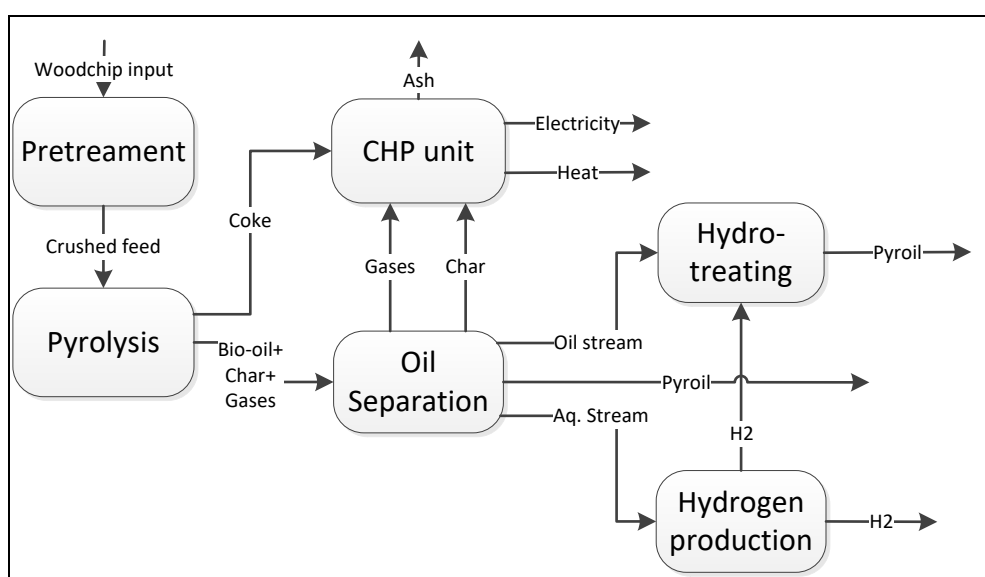 Woodchip input
Pretreament
Crushed feed
Pyrolysis
Coke
Bio-oil+
Char+
Gases
Ash
CHP unit
Electricity
Heat
Gases
Char
Oil
Separation
Oil stream
Pyroil
Aq. Stream
Hydro-
treating
Pyroil
H2
Hydrogen
production
H2